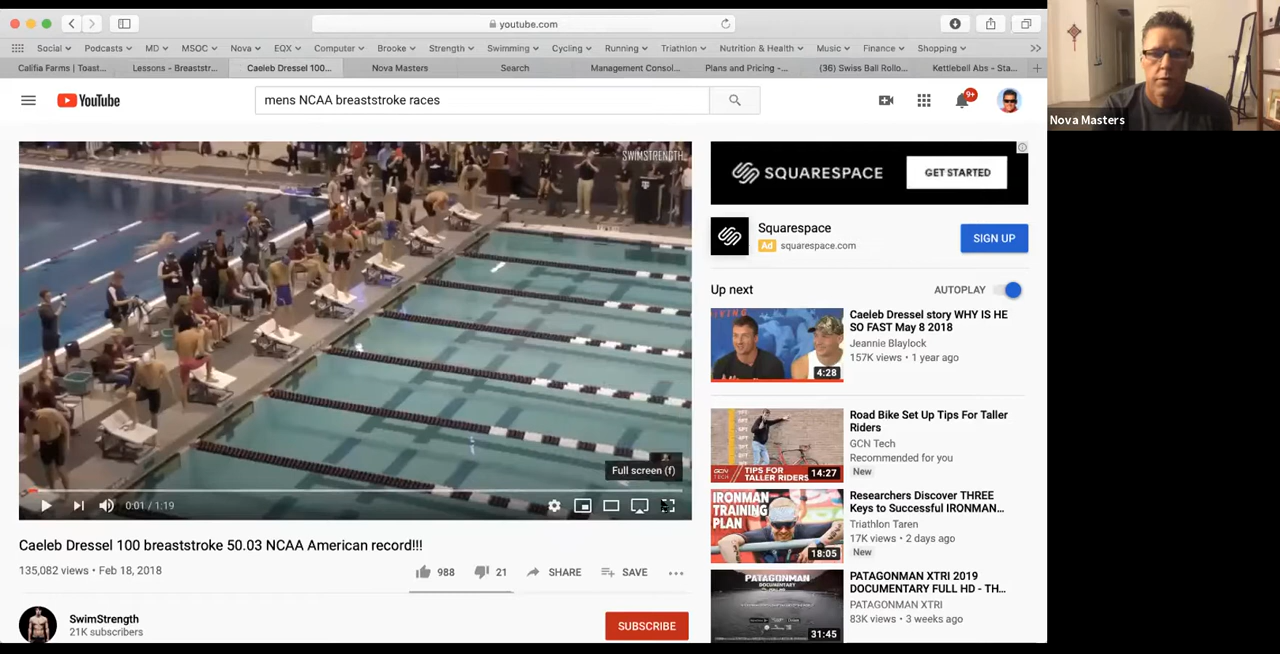 youtube.com
Social Podcasts MD MSOC Nova EQX Computer Brooke Strength Swimming Cycling Running Triathlon Nutrition & Health Music Finance Shopping
Califia Farms | Toast... Lessons - Breaststr... Caeleb Dressel 100... Nova Masters Search Management Consol... Plans and Pricing -... (36) Swiss Ball Rollo... Kettlebell Abs - Sta...
YouTube
mens NCAA breaststroke races
9+
Nova Masters
SWIMSTRENGTH
SQUARESPACE
GET STARTED
Squarespace
Ad squarespace.com
SIGN UP
Up next
AUTOPLAY
Caeleb Dressel story WHY IS HE
SO FAST May 8 2018
Jeannie Blaylock
157K views • 1 year ago
4:28
Road Bike Set Up Tips For Taller
Riders
GCN Tech
Recommended for you
New
TIPS FOR
TALLER RIDERS
14:27
Researchers Discover THREE
Keys to Successful IRONMAN...
Triathlon Taren
17K views • 2 days ago
New
IRONMAN
TRAINING
PLAN
18:05
PATAGONMAN XTRI 2019
DOCUMENTARY FULL HD - TH...
PATAGONMAN XTRI
83K views • 3 weeks ago
PATAGONMAN
31:45
Full screen (f)
0:01 / 1:19
Caeleb Dressel 100 breaststroke 50.03 NCAA American record!!!
135,082 views • Feb 18, 2018
988
21
SHARE
SAVE
SwimStrength
21K subscribers
SUBSCRIBE